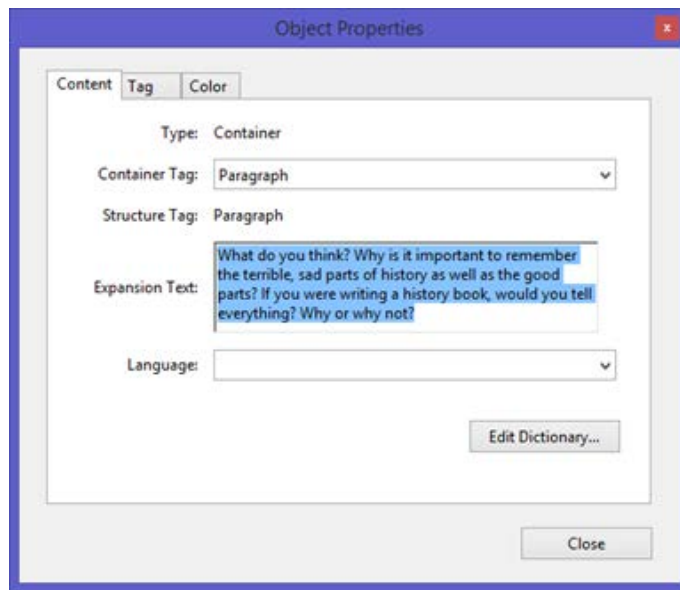 Object Properties
x
Content Tag Color
Type: Container
Container Tag: Paragraph
Structure Tag: Paragraph
Expansion Text:
What do you think? Why is it important to remember
the terrible, sad parts of history as well as the good
parts? If you were writing a history book, would you tell
everything? Why or why not?
Language:
Edit Dictionary...
Close